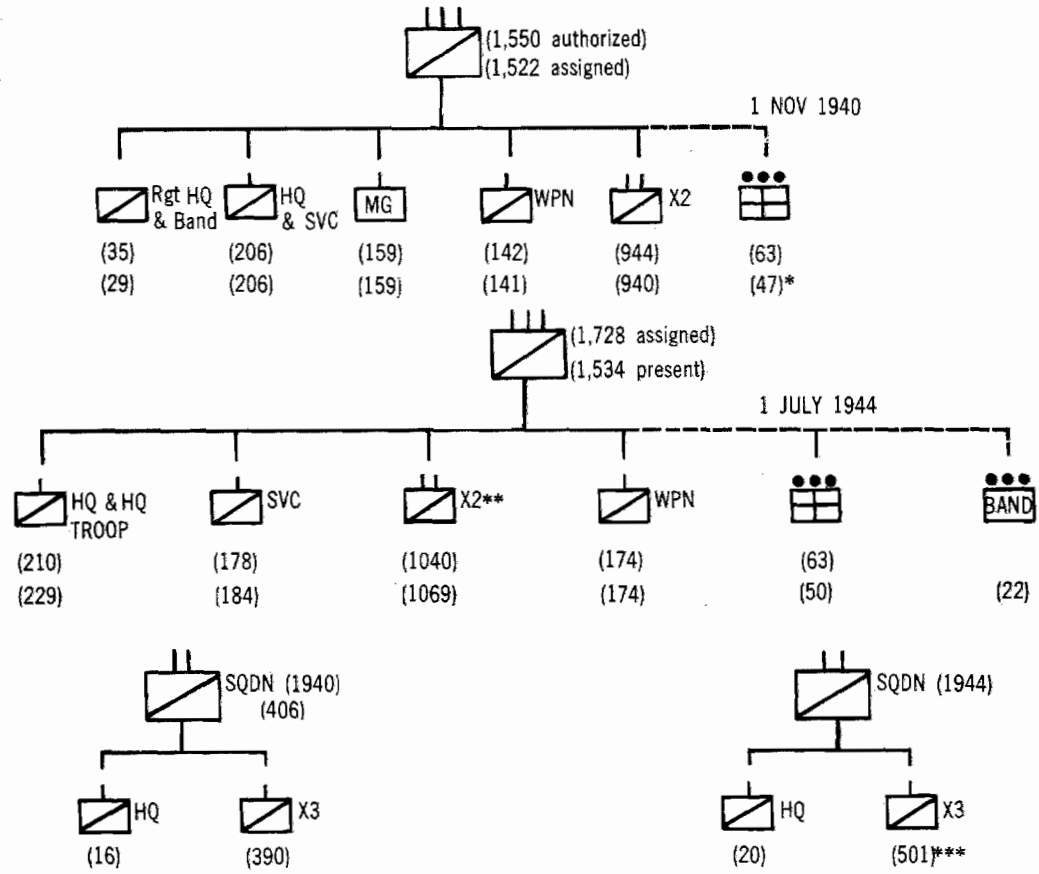 (1,550 authorized)
(1,522 assigned)
1 NOV 1940
Rgt HQ & Band
HQ & SVC
MG
WPN
X2
(35) (206) (159) (142) (944) (63)
(29) (206) (159) (141) (940) (47)*
(1,728 assigned)
(1,534 present)
1 JULY 1944
HQ & HQ TROOP
SVC
X2**
WPN
BAND
(210) (178) (1040) (174) (63)
(229) (184) (1069) (174) (50) (22)
SQDN (1940)
(406)
SQDN (1944)
HQ
X3
HQ
X3
(16) (390) (20) (501)***